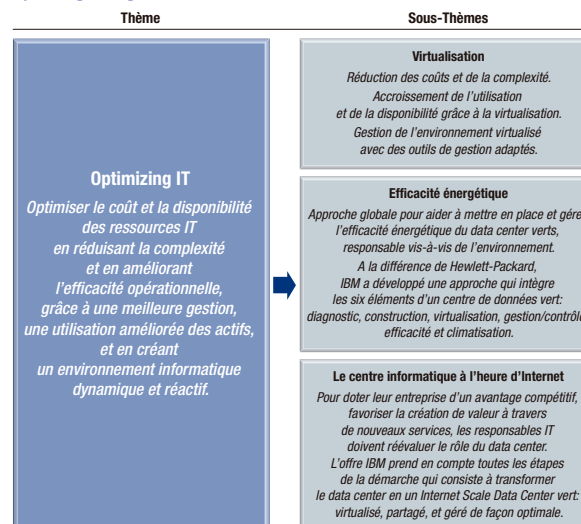 Thème
Sous-Thèmes
Optimizing IT
Optimiser le coût et la disponibilité
des ressources IT
en réduisant la complexité
et en améliorant
l'efficacité opérationnelle,
grâce à une meilleure gestion,
une utilisation améliorée des actifs,
et en créant
un environnement informatique
dynamique et réactif.
Virtualisation
Réduction des coûts et de la complexité.
Accroissement de l'utilisation
et de la disponibilité grâce à la virtualisation.
Gestion de l'environnement virtualisé
avec des outils de gestion adaptés.
Efficacité énergétique
Approche globale pour aider à mettre en place et gére
l'efficacité énergétique du data center verts,
responsable vis-à-vis de l'environnement.
A la différence de Hewlett-Packard,
IBM a développé une approche qui intègre
les six éléments d'un centre de données vert:
diagnostic, construction, virtualisation, gestion/contrôle
efficacité et climatisation.
Le centre informatique à l'heure d'Internet
Pour doter leur entreprise d'un avantage compétitif,
favoriser la création de valeur à travers
de nouveaux services, les responsables IT
doivent réévaluer le rôle du data center.
L'offre IBM prend en compte toutes les étapes
de la démarche qui consiste à transformer
le data center en un Internet Scale Data Center vert:
virtualisé, partagé, et géré de façon optimale.